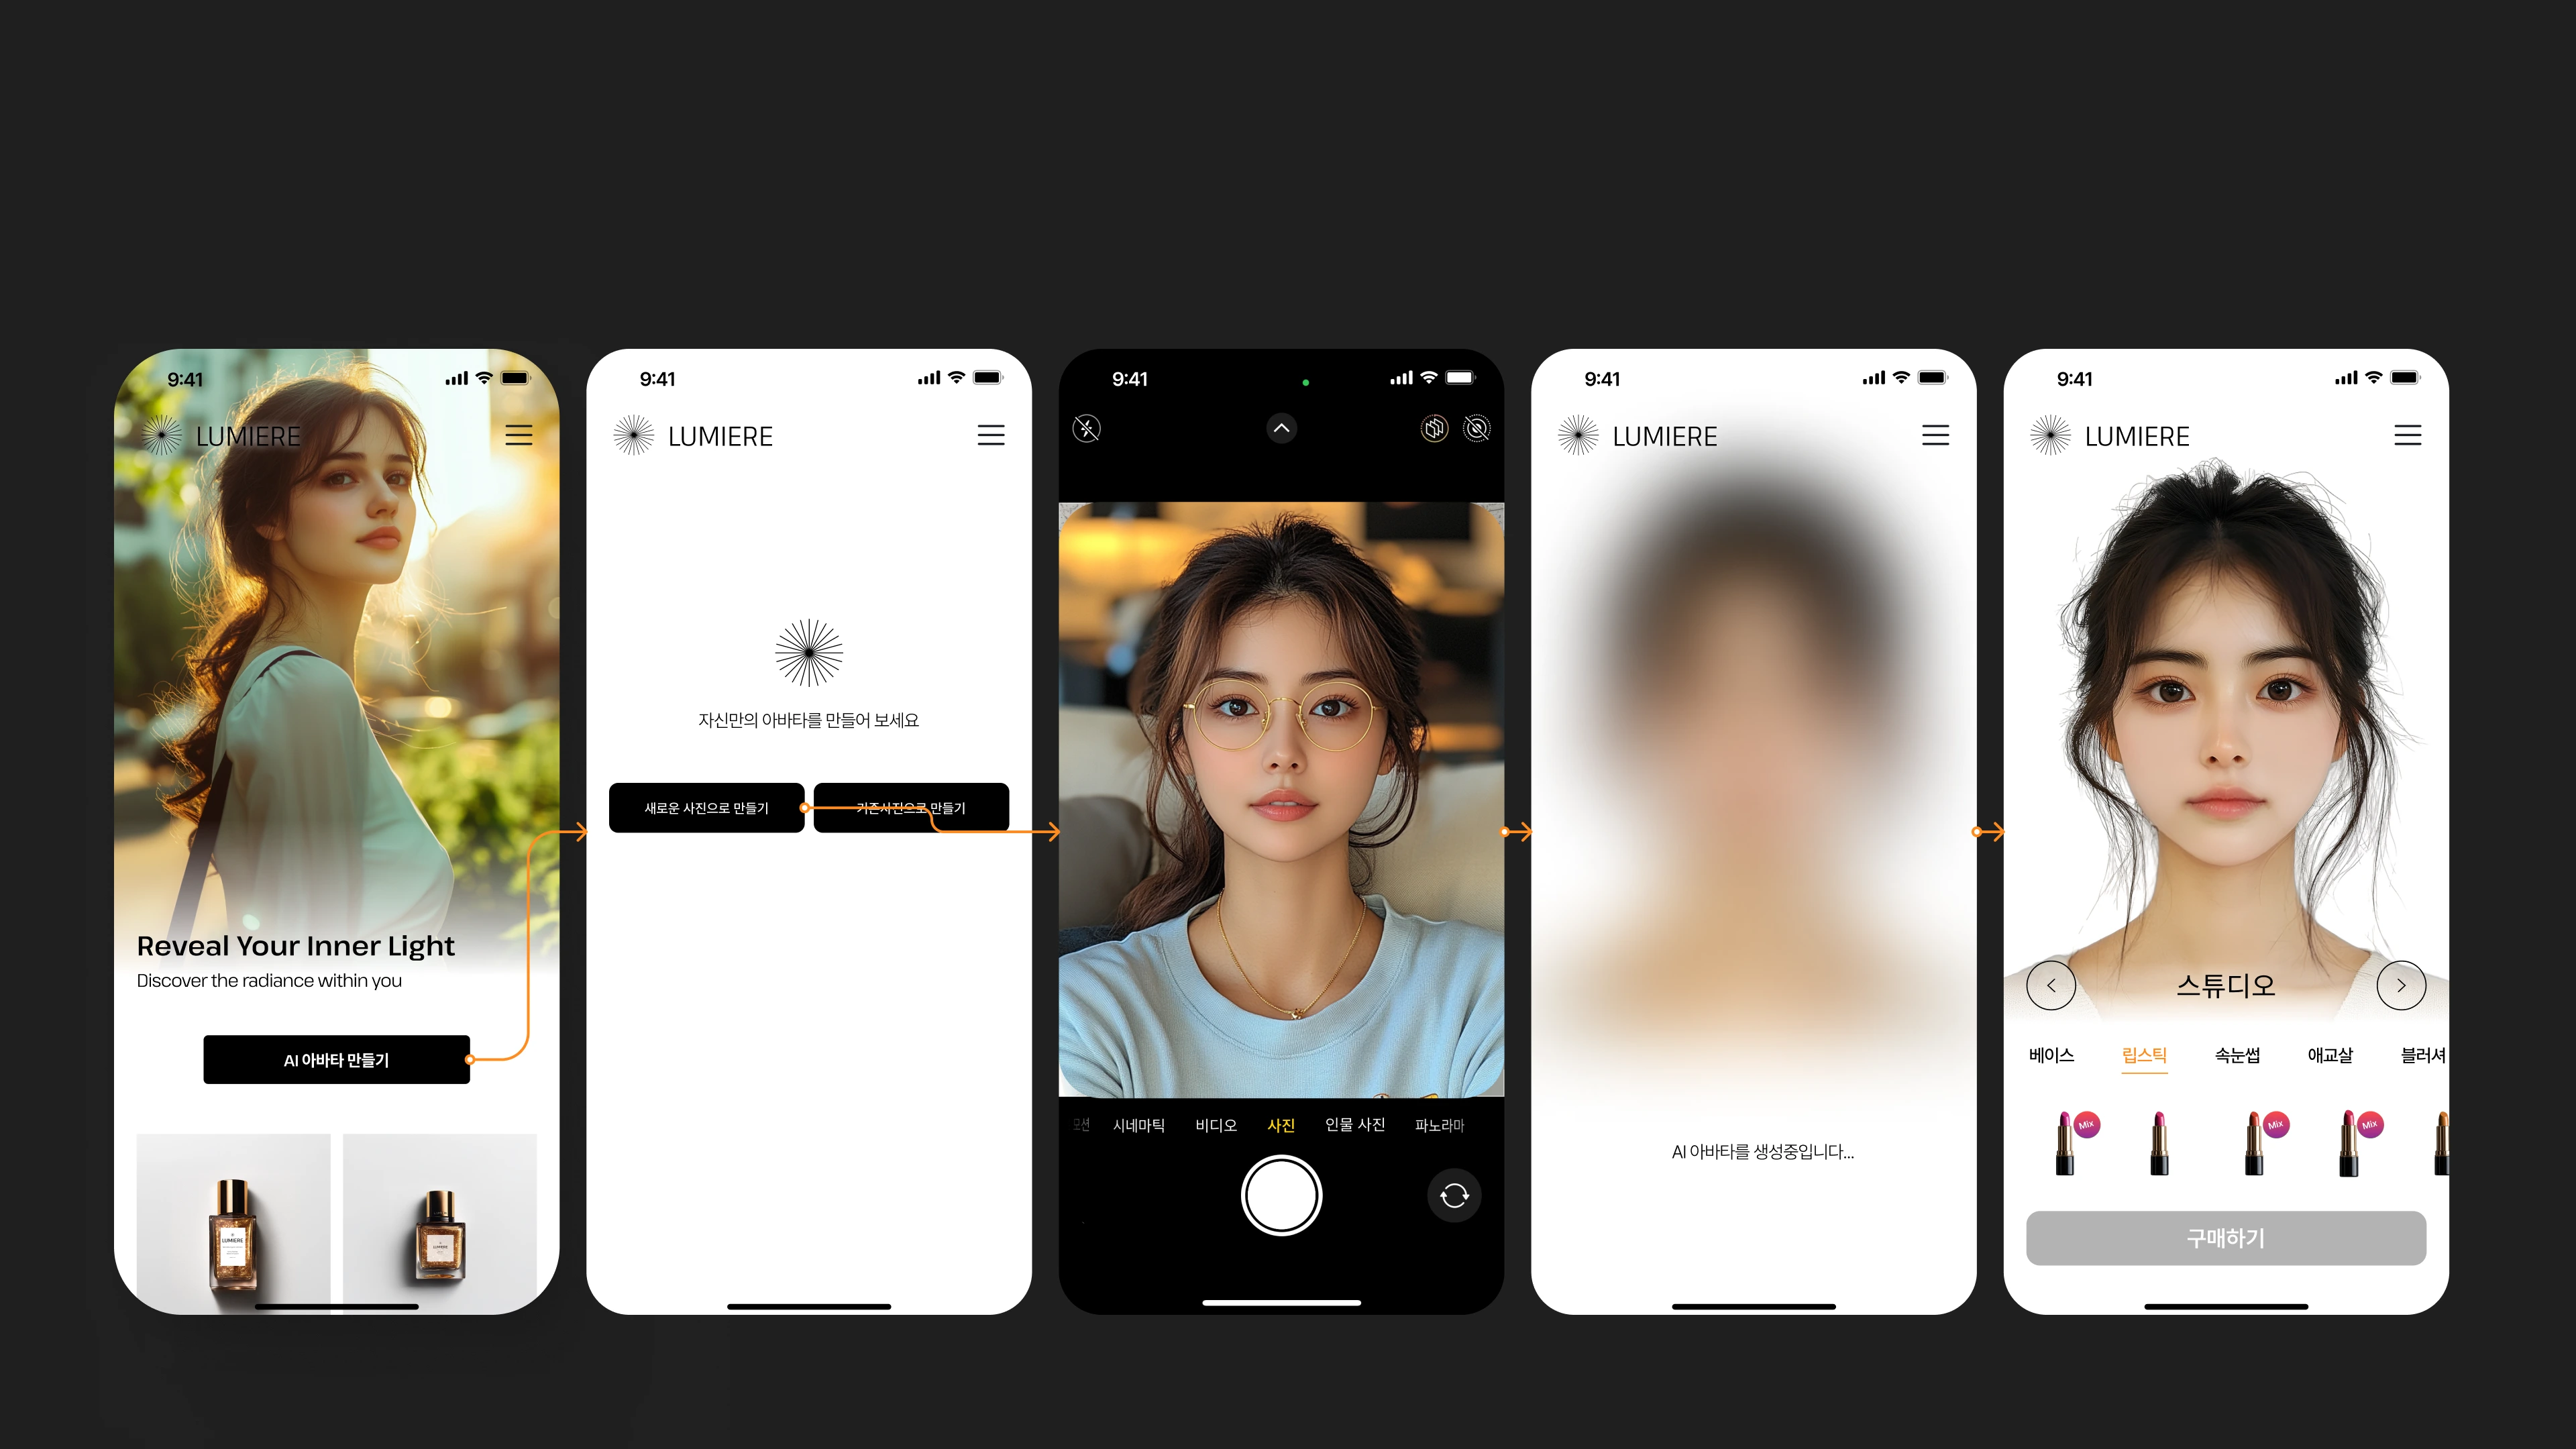 9:41
LUMIERE
Reveal Your Inner Light
Discover the radiance within you
AI 아바타 만들기
LUMIERE
LUMIERE
9:41
LUMIERE
자신만의 아바타를 만들어 보세요
새로운 사진으로 만들기
기존사진으로 만들기
9:41
모션 시네마틱 비디오 사진 인물 사진 파노라마
9:41
LUMIERE
AI 아바타를 생성중입니다...
9:41
LUMIERE
스튜디오
베이스 립스틱 속눈썹 애교살 블러셔
Mix Mix Mix
구매하기